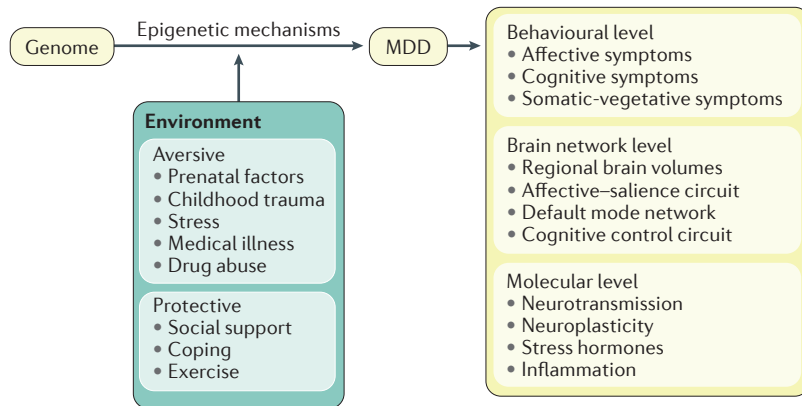 Genome
Epigenetic mechanisms
MDD
Environment
Aversive
• Prenatal factors
• Childhood trauma
• Stress
• Medical illness
• Drug abuse
Protective
• Social support
• Coping
• Exercise
Behavioural level
• Affective symptoms
• Cognitive symptoms
• Somatic-vegetative symptoms
Brain network level
• Regional brain volumes
• Affective–salience circuit
• Default mode network
• Cognitive control circuit
Molecular level
• Neurotransmission
• Neuroplasticity
• Stress hormones
• Inflammation